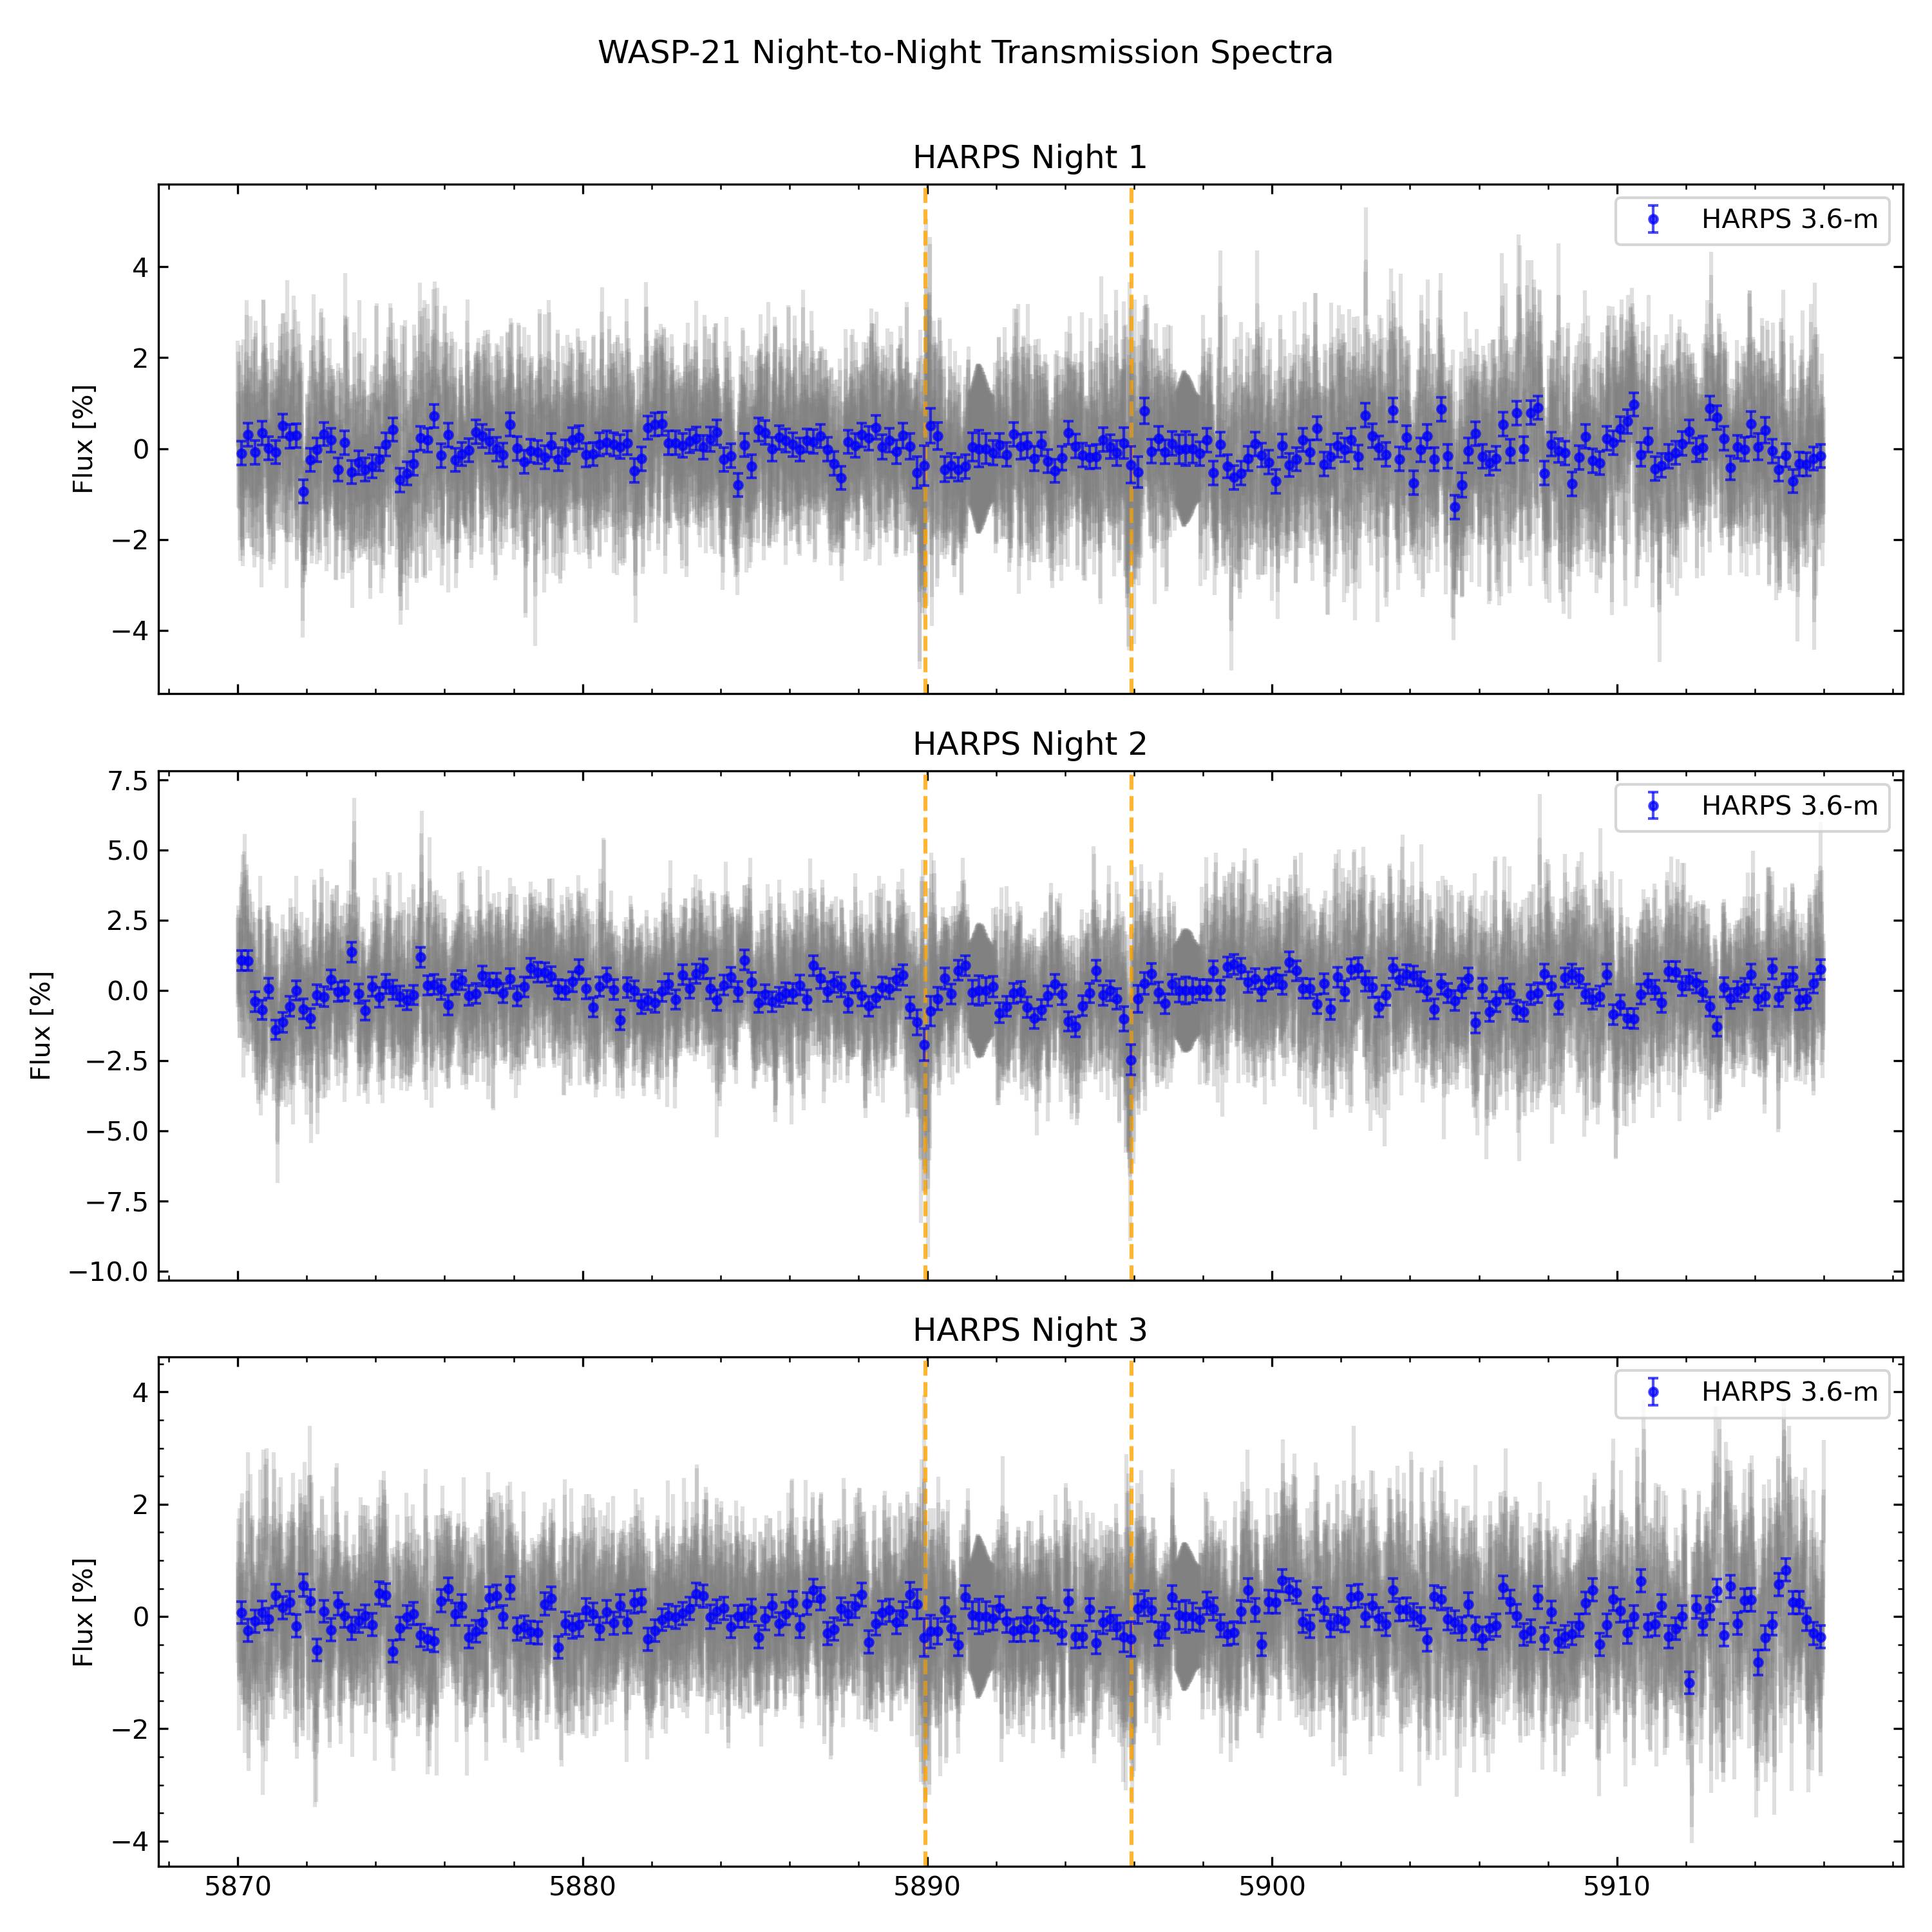 WASP-21 Night-to-Night Transmission Spectra
HARPS Night 1
HARPS 3.6-m
4
2
0
−2
−4
Flux [%]
HARPS Night 2
HARPS 3.6-m
7.5
5.0
2.5
0.0
−2.5
−5.0
−7.5
−10.0
Flux [%]
HARPS Night 3
HARPS 3.6-m
4
2
0
−2
−4
Flux [%]
5870 5880 5890 5900 5910